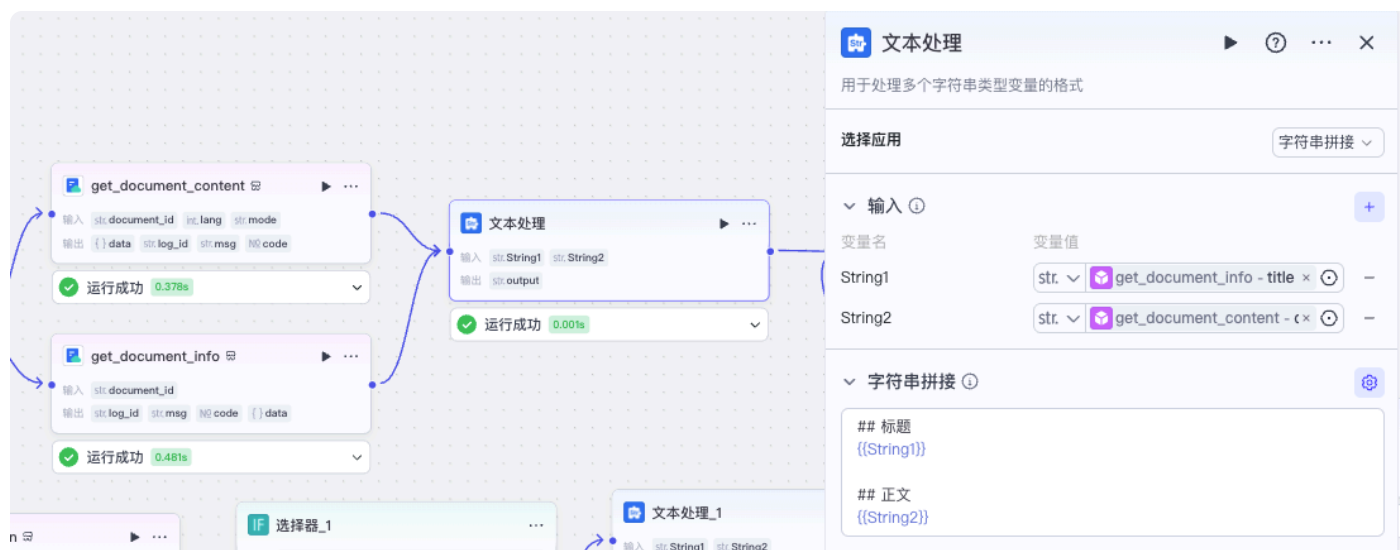 get_document_content
输入 str. document_id int. lang str. mode
输出 { } data str. log_id str. msg № code
运行成功 0.378s
get_document_info
输入 str. document_id
输出 str. log_id str. msg № code { } data
运行成功 0.481s
文本处理
输入 str. String1 str. String2
输出 str. output
运行成功 0.001s
n
IF 选择器_1
文本处理_1
输入 str. String1 str. String2
Str 文本处理
用于处理多个字符串类型变量的格式
选择应用 字符串拼接
输入
变量名 变量值
String1 str. get_document_info - title
String2 str. get_document_content - c
字符串拼接
## 标题
{{String1}}
## 正文
{{String2}}